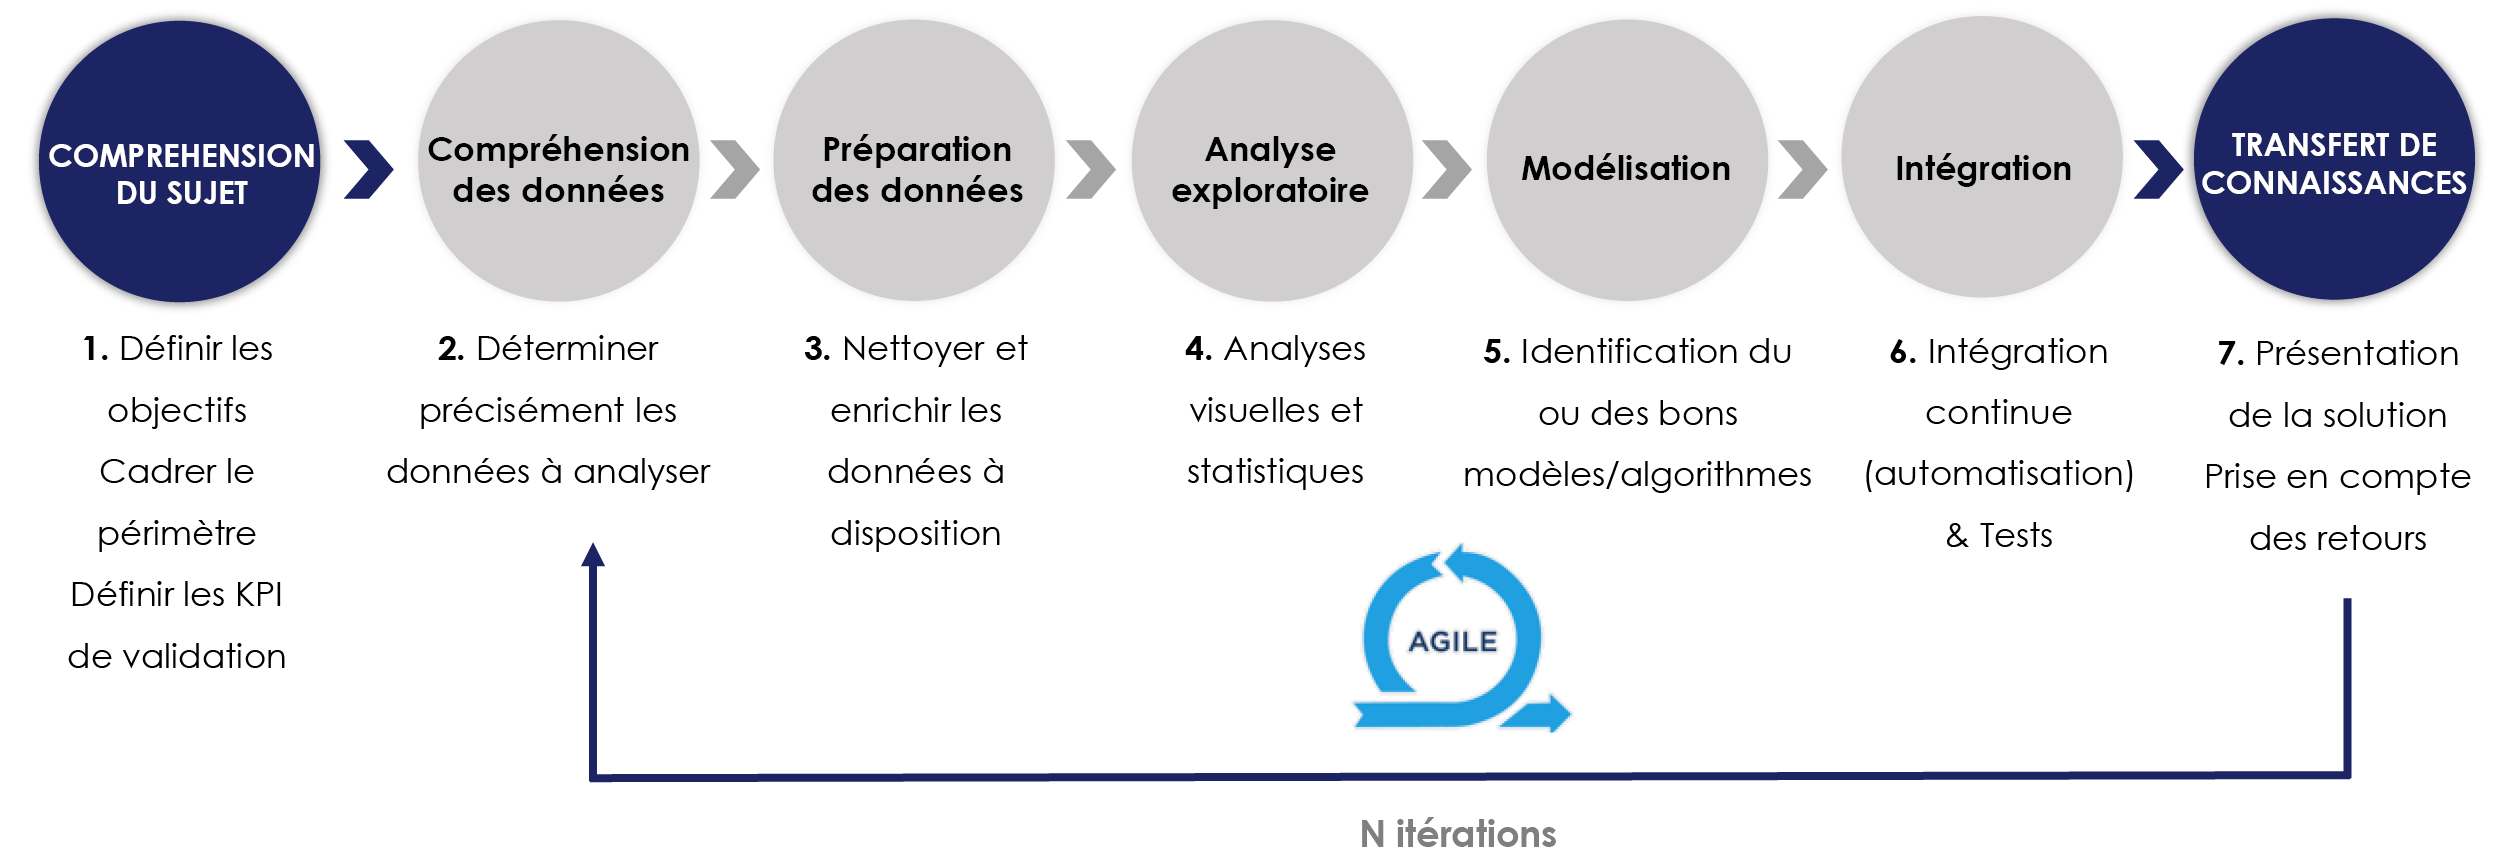 COMPREHENSION
DU SUJET
Compréhension
des données
Préparation
des données
Analyse
exploratoire
Modélisation
Intégration
TRANSFERT DE
CONNAISSANCES
1. Définir les
objectifs
Cadrer le
périmètre
Définir les KPI
de validation
2. Déterminer
précisément les
données à analyser
3. Nettoyer et
enrichir les
données à
disposition
4. Analyses
visuelles et
statistiques
5. Identification du
ou des bons
modèles/algorithmes
6. Intégration
continue
(automatisation)
& Tests
7. Présentation
de la solution
Prise en compte
des retours
AGILE
N itérations